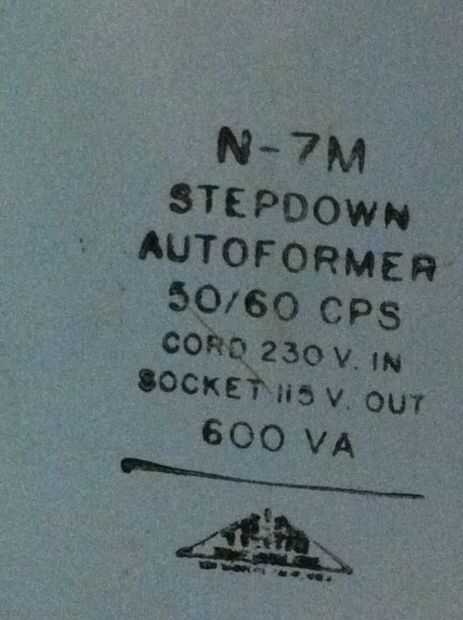 N-7M
STEPDOWN
AUTOFORMER
50/60 CPS
CORD 230 V. IN
SOCKET 115 V. OUT
600 VA